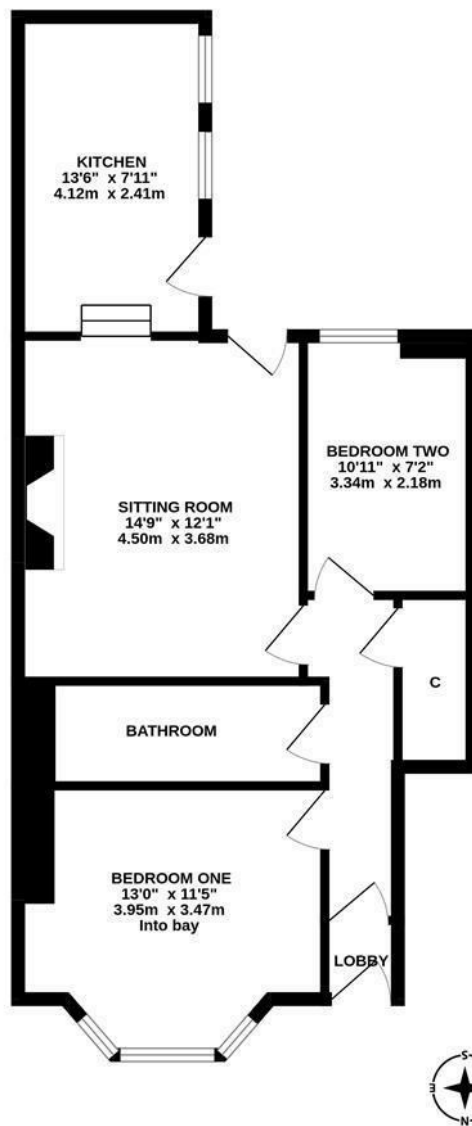 KITCHEN
13'6" x 7'11"
4.12m x 2.41m
BEDROOM TWO
10'11" x 7'2"
3.34m x 2.18m
SITTING ROOM
14'9" x 12'1"
4.50m x 3.68m
C
BATHROOM
BEDROOM ONE
13'0" x 11'5"
3.95m x 3.47m
Into bay
LOBBY
S
E
N